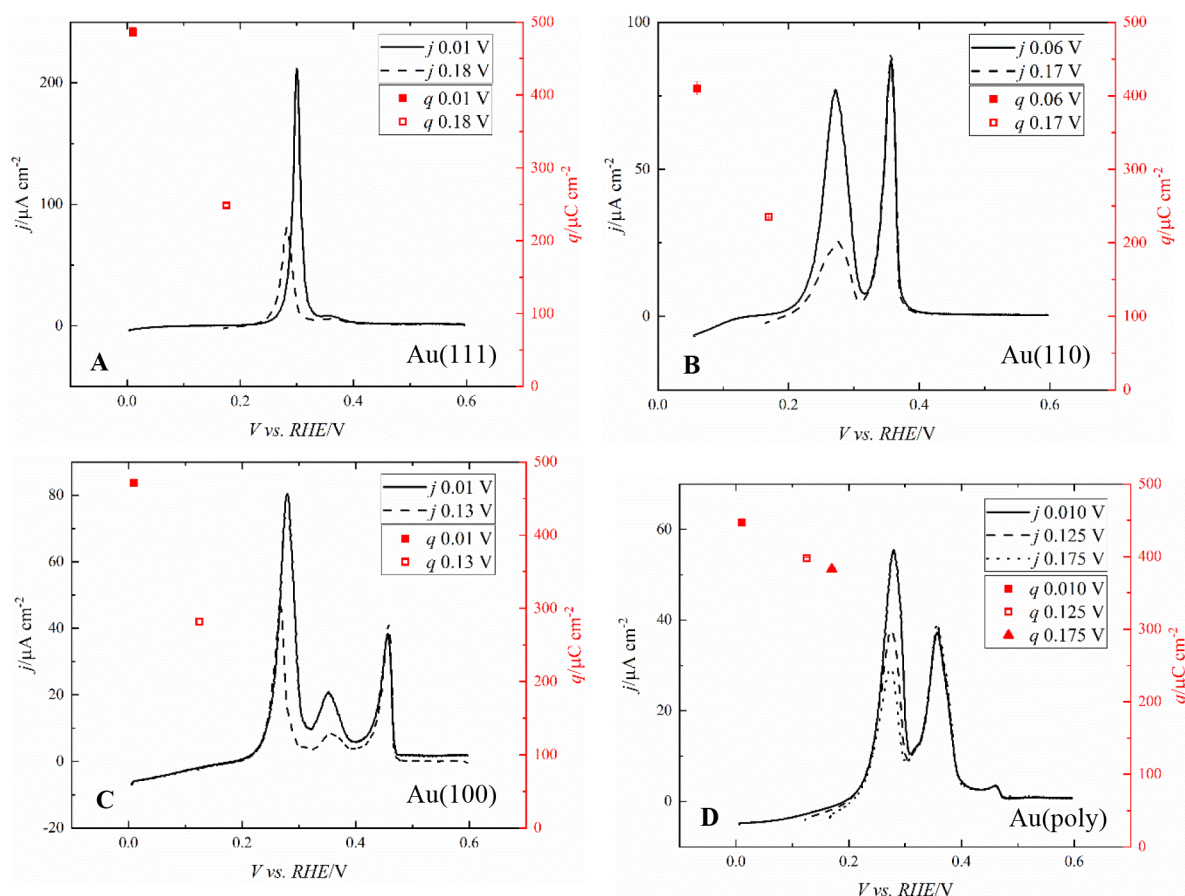 500
j 0.01 V
j 0.18 V
q 0.01 V
q 0.18 V
200
100
0
j/µA cm-2
400
300
200
100
0
q/µC cm-2
A
Au(111)
0.0 0.2 0.4 0.6
V vs. RHE/V
100
50
0
j/µA cm-2
j 0.06 V
j 0.17 V
q 0.06 V
q 0.17 V
500
400
300
200
100
0
q/µC cm-2
B
Au(110)
0.0 0.2 0.4 0.6
V vs. RHE/V
80
60
40
20
0
-20
j/µA cm-2
j 0.01 V
j 0.13 V
q 0.01 V
q 0.13 V
500
400
300
200
100
0
q/µC cm-2
C
Au(100)
0.0 0.2 0.4 0.6
V vs. RHE/V
60
40
20
0
j/µA cm-2
j 0.010 V
j 0.125 V
j 0.175 V
q 0.010 V
q 0.125 V
q 0.175 V
500
400
300
200
100
0
q/µC cm-2
D
Au(poly)
0.0 0.2 0.4 0.6
V vs. RHE/V